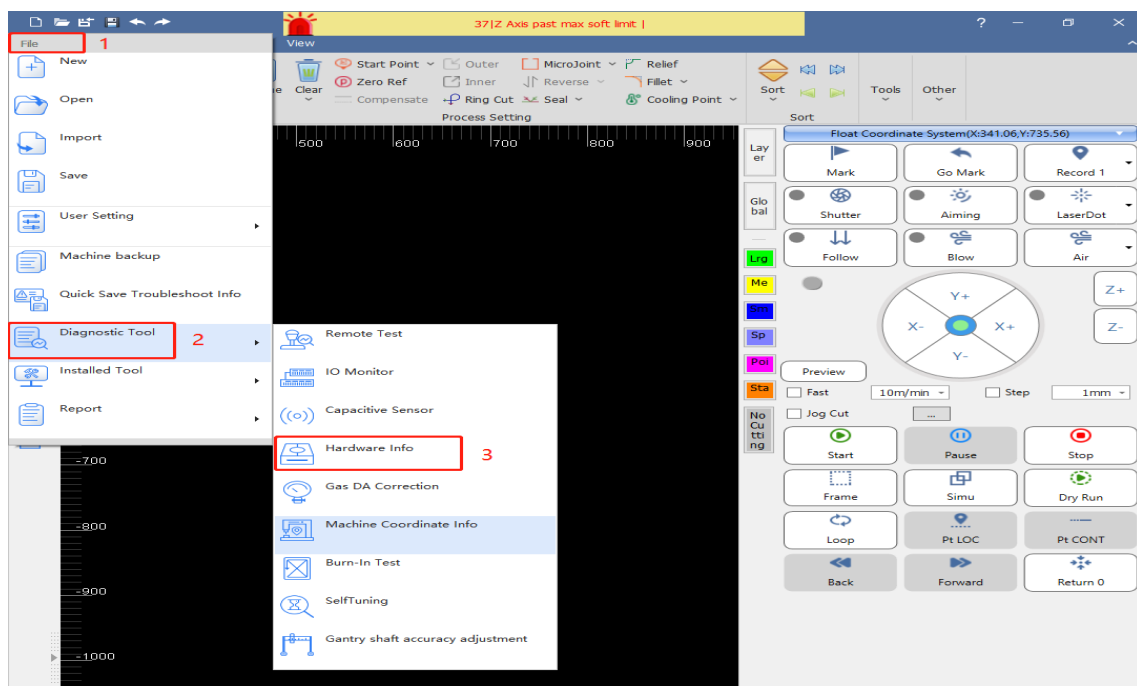 37|Z Axis past max soft limit |
?
File
1
View
New
Open
Import
Save
User Setting
Machine backup
Quick Save Troubleshoot Info
Diagnostic Tool
2
Installed Tool
Report
Remote Test
IO Monitor
Capacitive Sensor
Hardware Info
3
Gas DA Correction
Machine Coordinate Info
Burn-In Test
SelfTuning
Gantry shaft accuracy adjustment
Clear
Start Point
Outer
MicroJoint
Relief
Zero Ref
Inner
Reverse
Fillet
Compensate
Ring Cut
Seal
Cooling Point
Process Setting
Sort
Tools
Other
Sort
500
600
700
800
900
-700
-800
-900
-1000
Lay
er
Glo
bal
Lrg
Me
Sp
Pol
Sta
No
Cu
tti
ng
Float Coordinate System(X:341.06,Y:735.56)
Mark
Go Mark
Record 1
Shutter
Aiming
LaserDot
Follow
Blow
Air
Y+
X-
X+
Y-
Z+
Z-
Preview
Fast
10m/min
Step
1mm
Jog Cut
...
Start
Pause
Stop
Frame
Simu
Dry Run
Loop
Pt LOC
Pt CONT
Back
Forward
Return 0